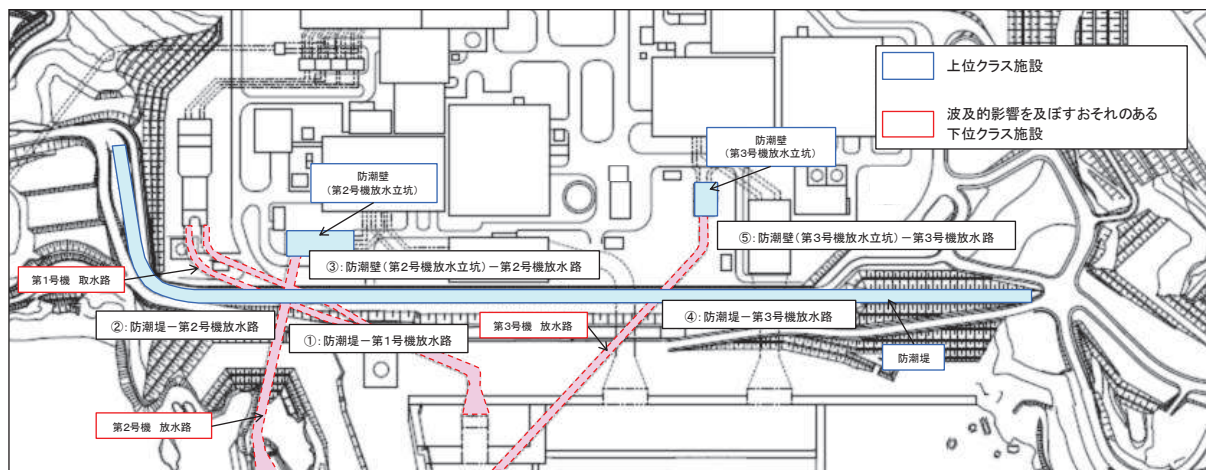 上位クラス施設
波及的影響を及ぼすおそれのある
下位クラス施設
防潮壁
（第3号機放水立坑）
防潮壁
（第2号機放水立坑）
⑤：防潮壁（第3号機放水立坑）－第3号機放水路
③：防潮壁（第2号機放水立坑）－第2号機放水路
第1号機 取水路
②：防潮堤－第2号機放水路
①：防潮堤－第1号機放水路
第3号機 放水路
④：防潮堤－第3号機放水路
防潮堤
第2号機 放水路